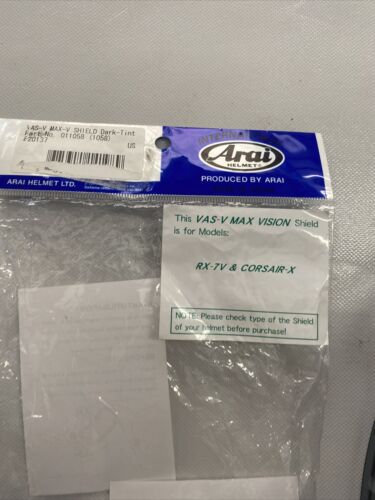 VAS-V MAX-V SHIELD Dark-Tint
Parts No. 011058 (1058)
US
INTERNA
Arai
HELMET
ARAI HELMET LTD.
PRODUCED BY ARAI
This VAS-V MAX VISION Shield
is for Models:
RX-7V & CORSAIR-X
NOTE: Please check type of the Shield
of your helmet before purchase!